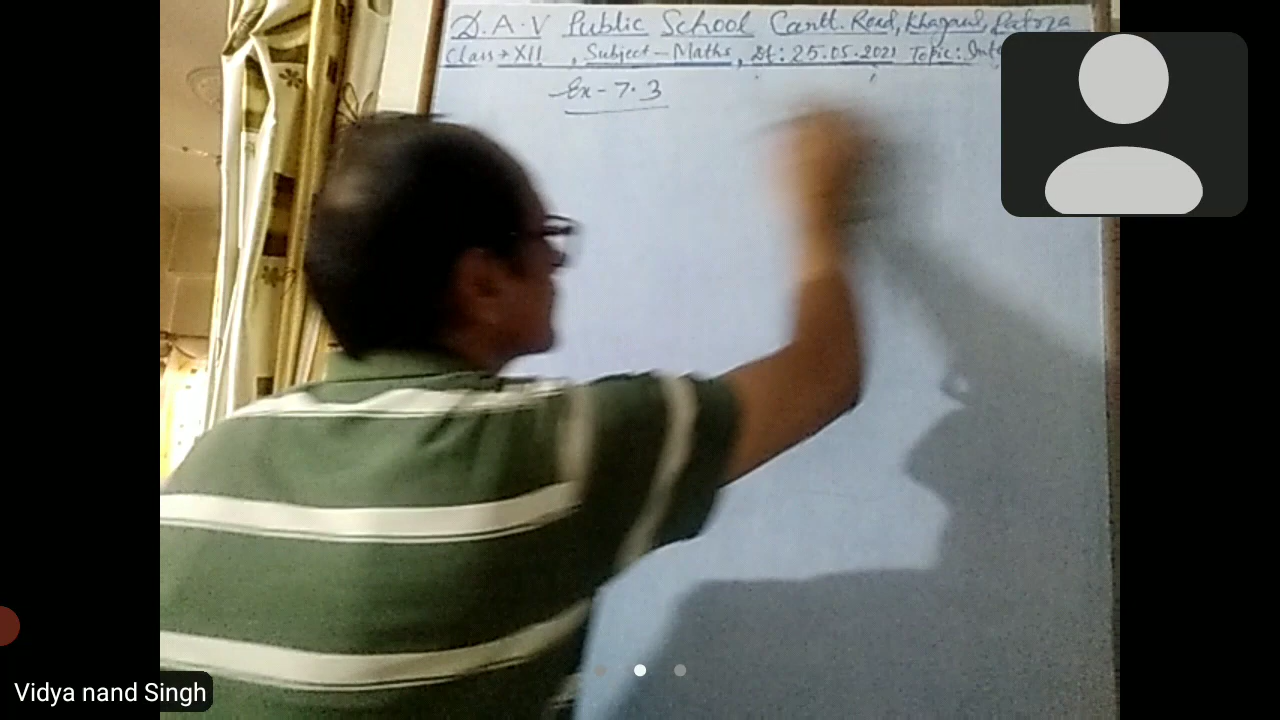 D.A.V Public School Cantt. Road, Khagaul, Patna
Class → XII , Subject – Maths, Dt : 25.05.2021 Topic :
Ex - 7.3
Vidya nand Singh